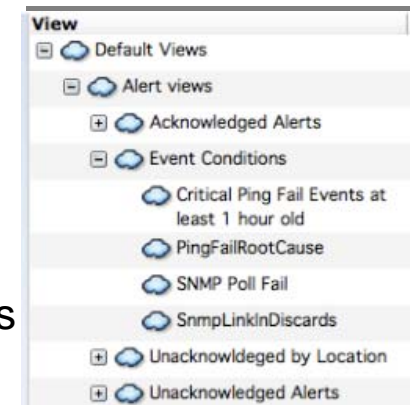 View
Default Views
Alert views
Acknowledged Alerts
Event Conditions
Critical Ping Fail Events at
least 1 hour old
PingFailRootCause
SNMP Poll Fail
s
SnmpLinkInDiscards
Unacknowldeged by Location
Unacknowledged Alerts